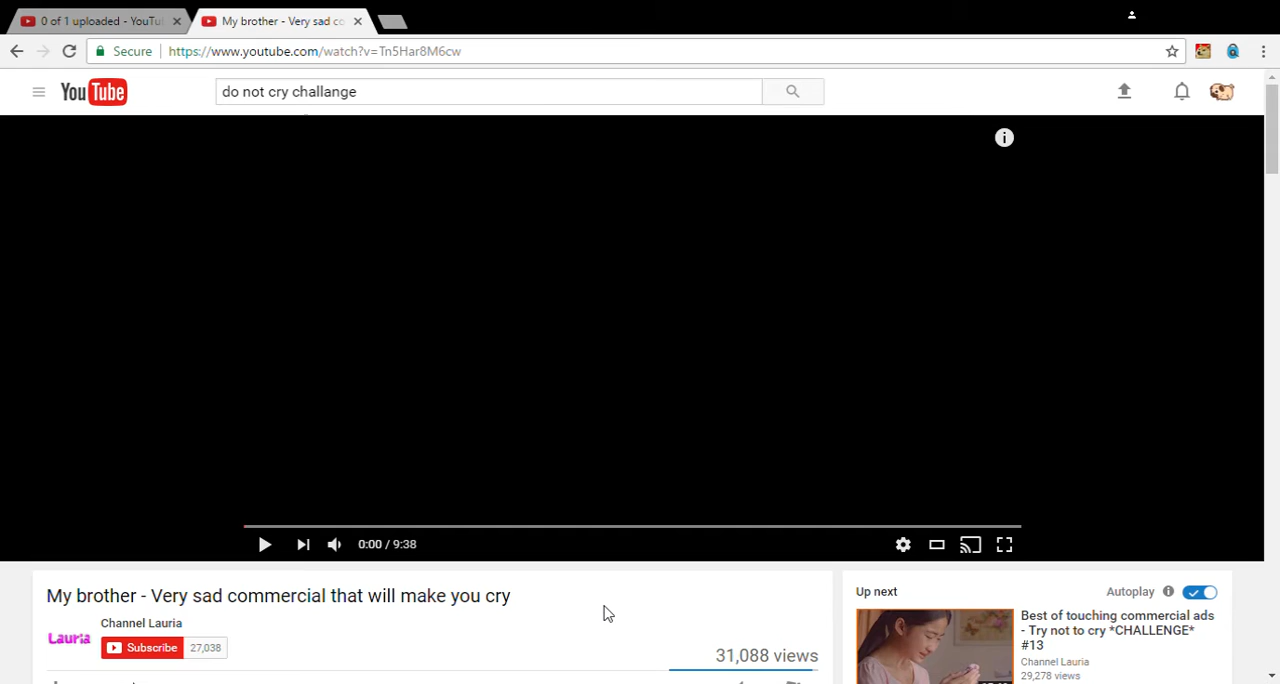 0 of 1 uploaded - YouTu
My brother - Very sad co
Secure
https://www.youtube.com/watch?v=Tn5Har8M6cw
YouTube
do not cry challange
0:00 / 9:38
My brother - Very sad commercial that will make you cry
Channel Lauria
Lauria
Subscribe
27,038
31,088 views
Up next
Autoplay
Best of touching commercial ads
- Try not to cry *CHALLENGE*
#13
Channel Lauria
29,278 views